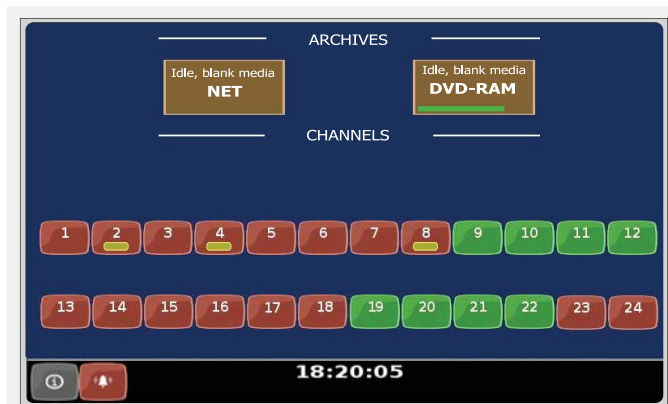 ARCHIVES
Idle, blank media
NET
Idle, blank media
DVD-RAM
CHANNELS
1 2 3 4 5 6 7 8 9 10 11 12
13 14 15 16 17 18 19 20 21 22 23 24
18:20:05